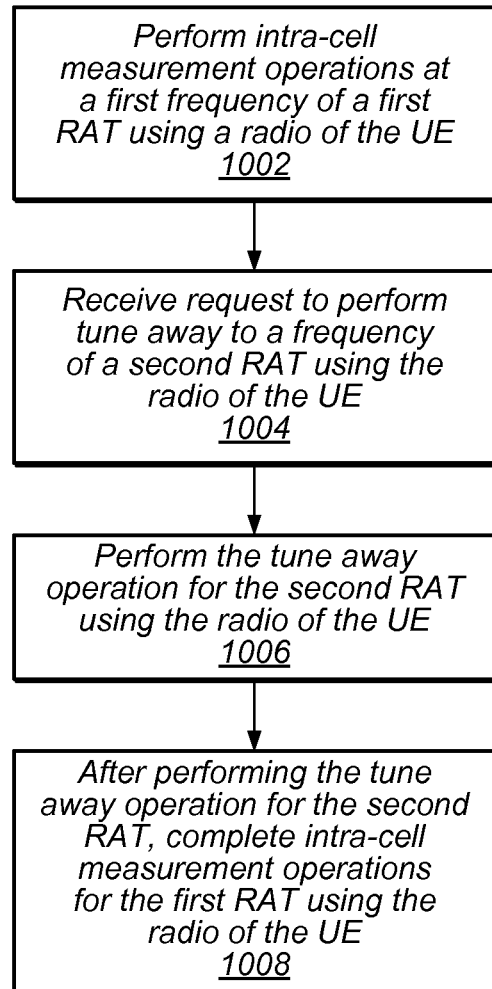 Perform intra-cell
measurement operations at
a first frequency of a first
RAT using a radio of the UE
1002
Receive request to perform
tune away to a frequency
of a second RAT using the
radio of the UE
1004
Perform the tune away
operation for the second RAT
using the radio of the UE
1006
After performing the tune
away operation for the second
RAT, complete intra-cell
measurement operations
for the first RAT using the
radio of the UE
1008